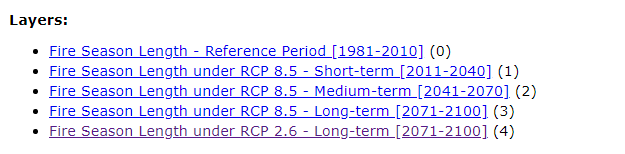 Layers:
Fire Season Length - Reference Period [1981-2010] (0)
Fire Season Length under RCP 8.5 - Short-term [2011-2040] (1)
Fire Season Length under RCP 8.5 - Medium-term [2041-2070] (2)
Fire Season Length under RCP 8.5 - Long-term [2071-2100] (3)
Fire Season Length under RCP 2.6 - Long-term [2071-2100] (4)